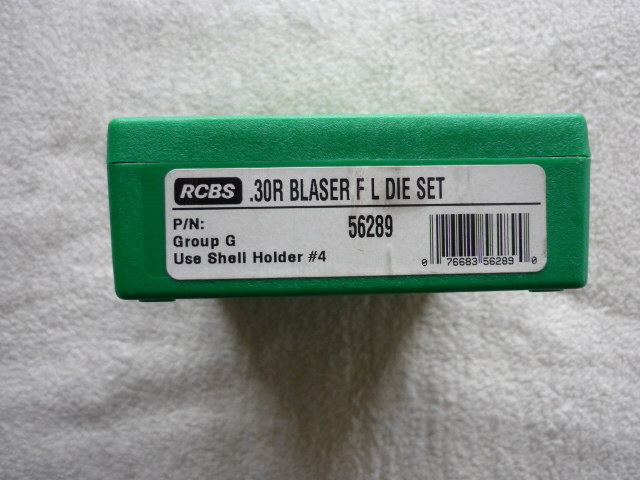 RCBS .30R BLASER F L DIE SET
P/N: 56289
Group G
Use Shell Holder #4
0 76683 56289 0